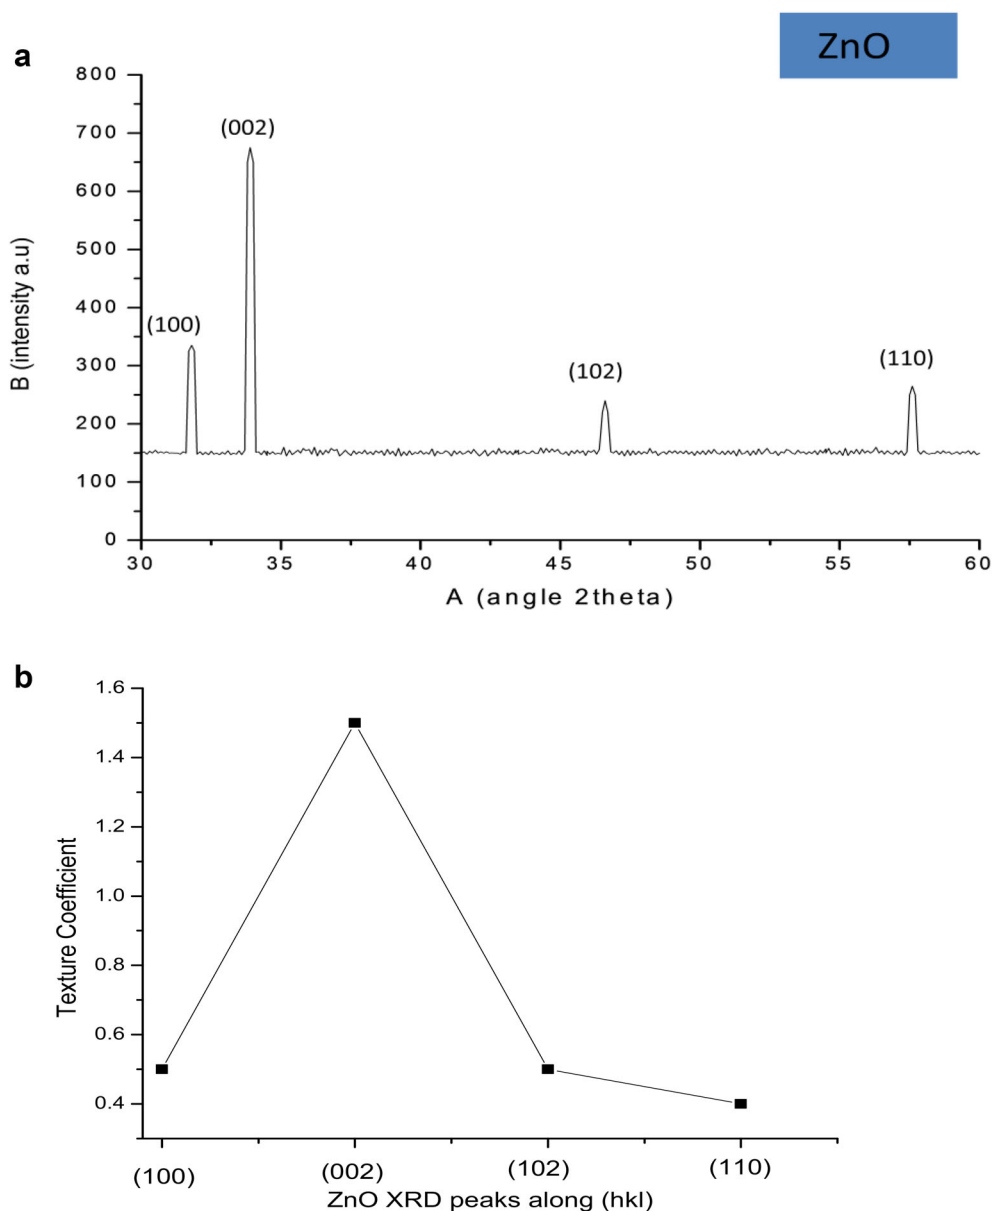 ZnO
a
800
700
600
500
400
300
200
100
0
B (intensity a.u)
(100)
(002)
(102)
(110)
30 35 40 45 50 55 60
A (angle 2theta)
b
1.6
1.4
1.2
1.0
0.8
0.6
0.4
Texture Coefficient
(100) (002) (102) (110)
ZnO XRD peaks along (hkl)